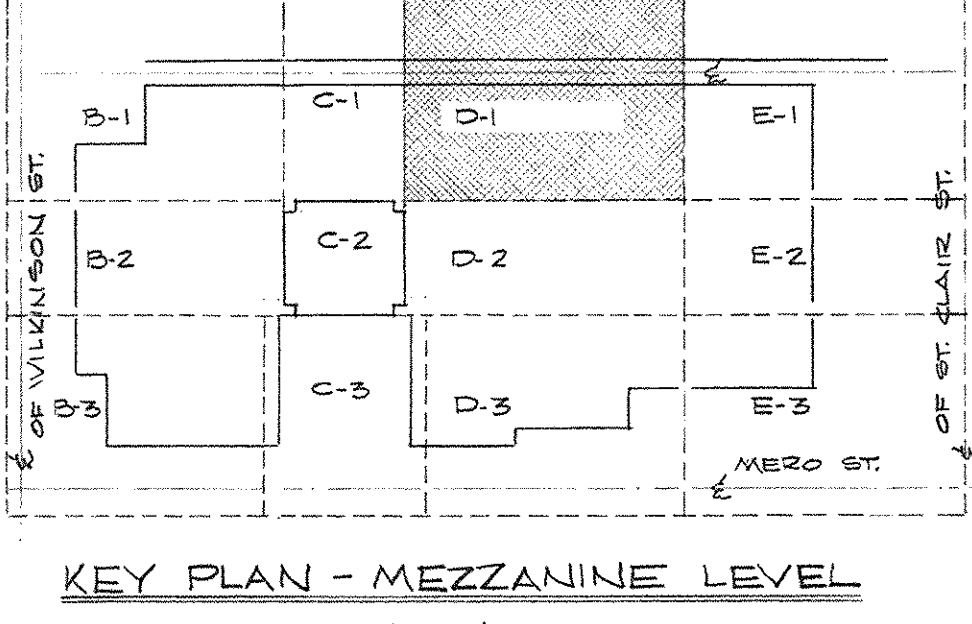 C-1
B-1
D-1
E-1
℄ OF WILKINSON ST.
℄ OF ST. CLAIR ST.
B-2
C-2
D-2
E-2
B-3
C-3
D-3
E-3
℄
℄ MERO ST.
KEY PLAN - MEZZANINE LEVEL